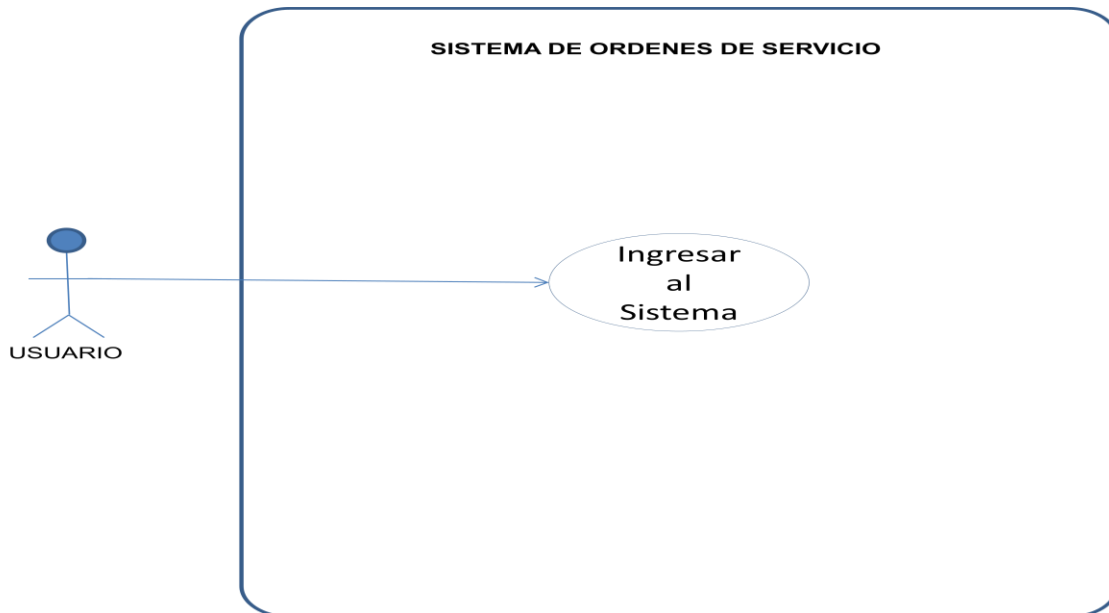 SISTEMA DE ORDENES DE SERVICIO
Ingresar
al
Sistema
USUARIO